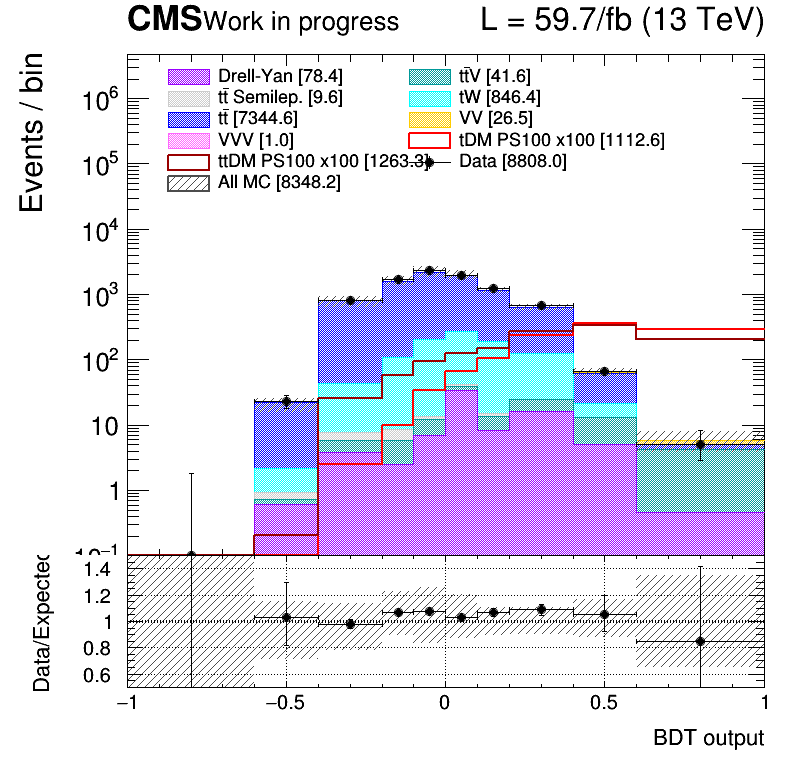 CMS Work in progress L = 59.7/fb (13 TeV)
Events / bin
Drell-Yan [78.4] tt̄V [41.6]
tt̄ Semilep. [9.6] tW [846.4]
tt̄ [7344.6] VV [26.5]
VVV [1.0] tDM PS100 x100 [1112.6]
ttDM PS100 x100 [1263.3] Data [8808.0]
All MC [8348.2]
10⁶
10⁵
10⁴
10³
10²
10
1
10⁻¹
Data/Expected
1.4
1.2
1
0.8
0.6
−1 −0.5 0 0.5 1
BDT output